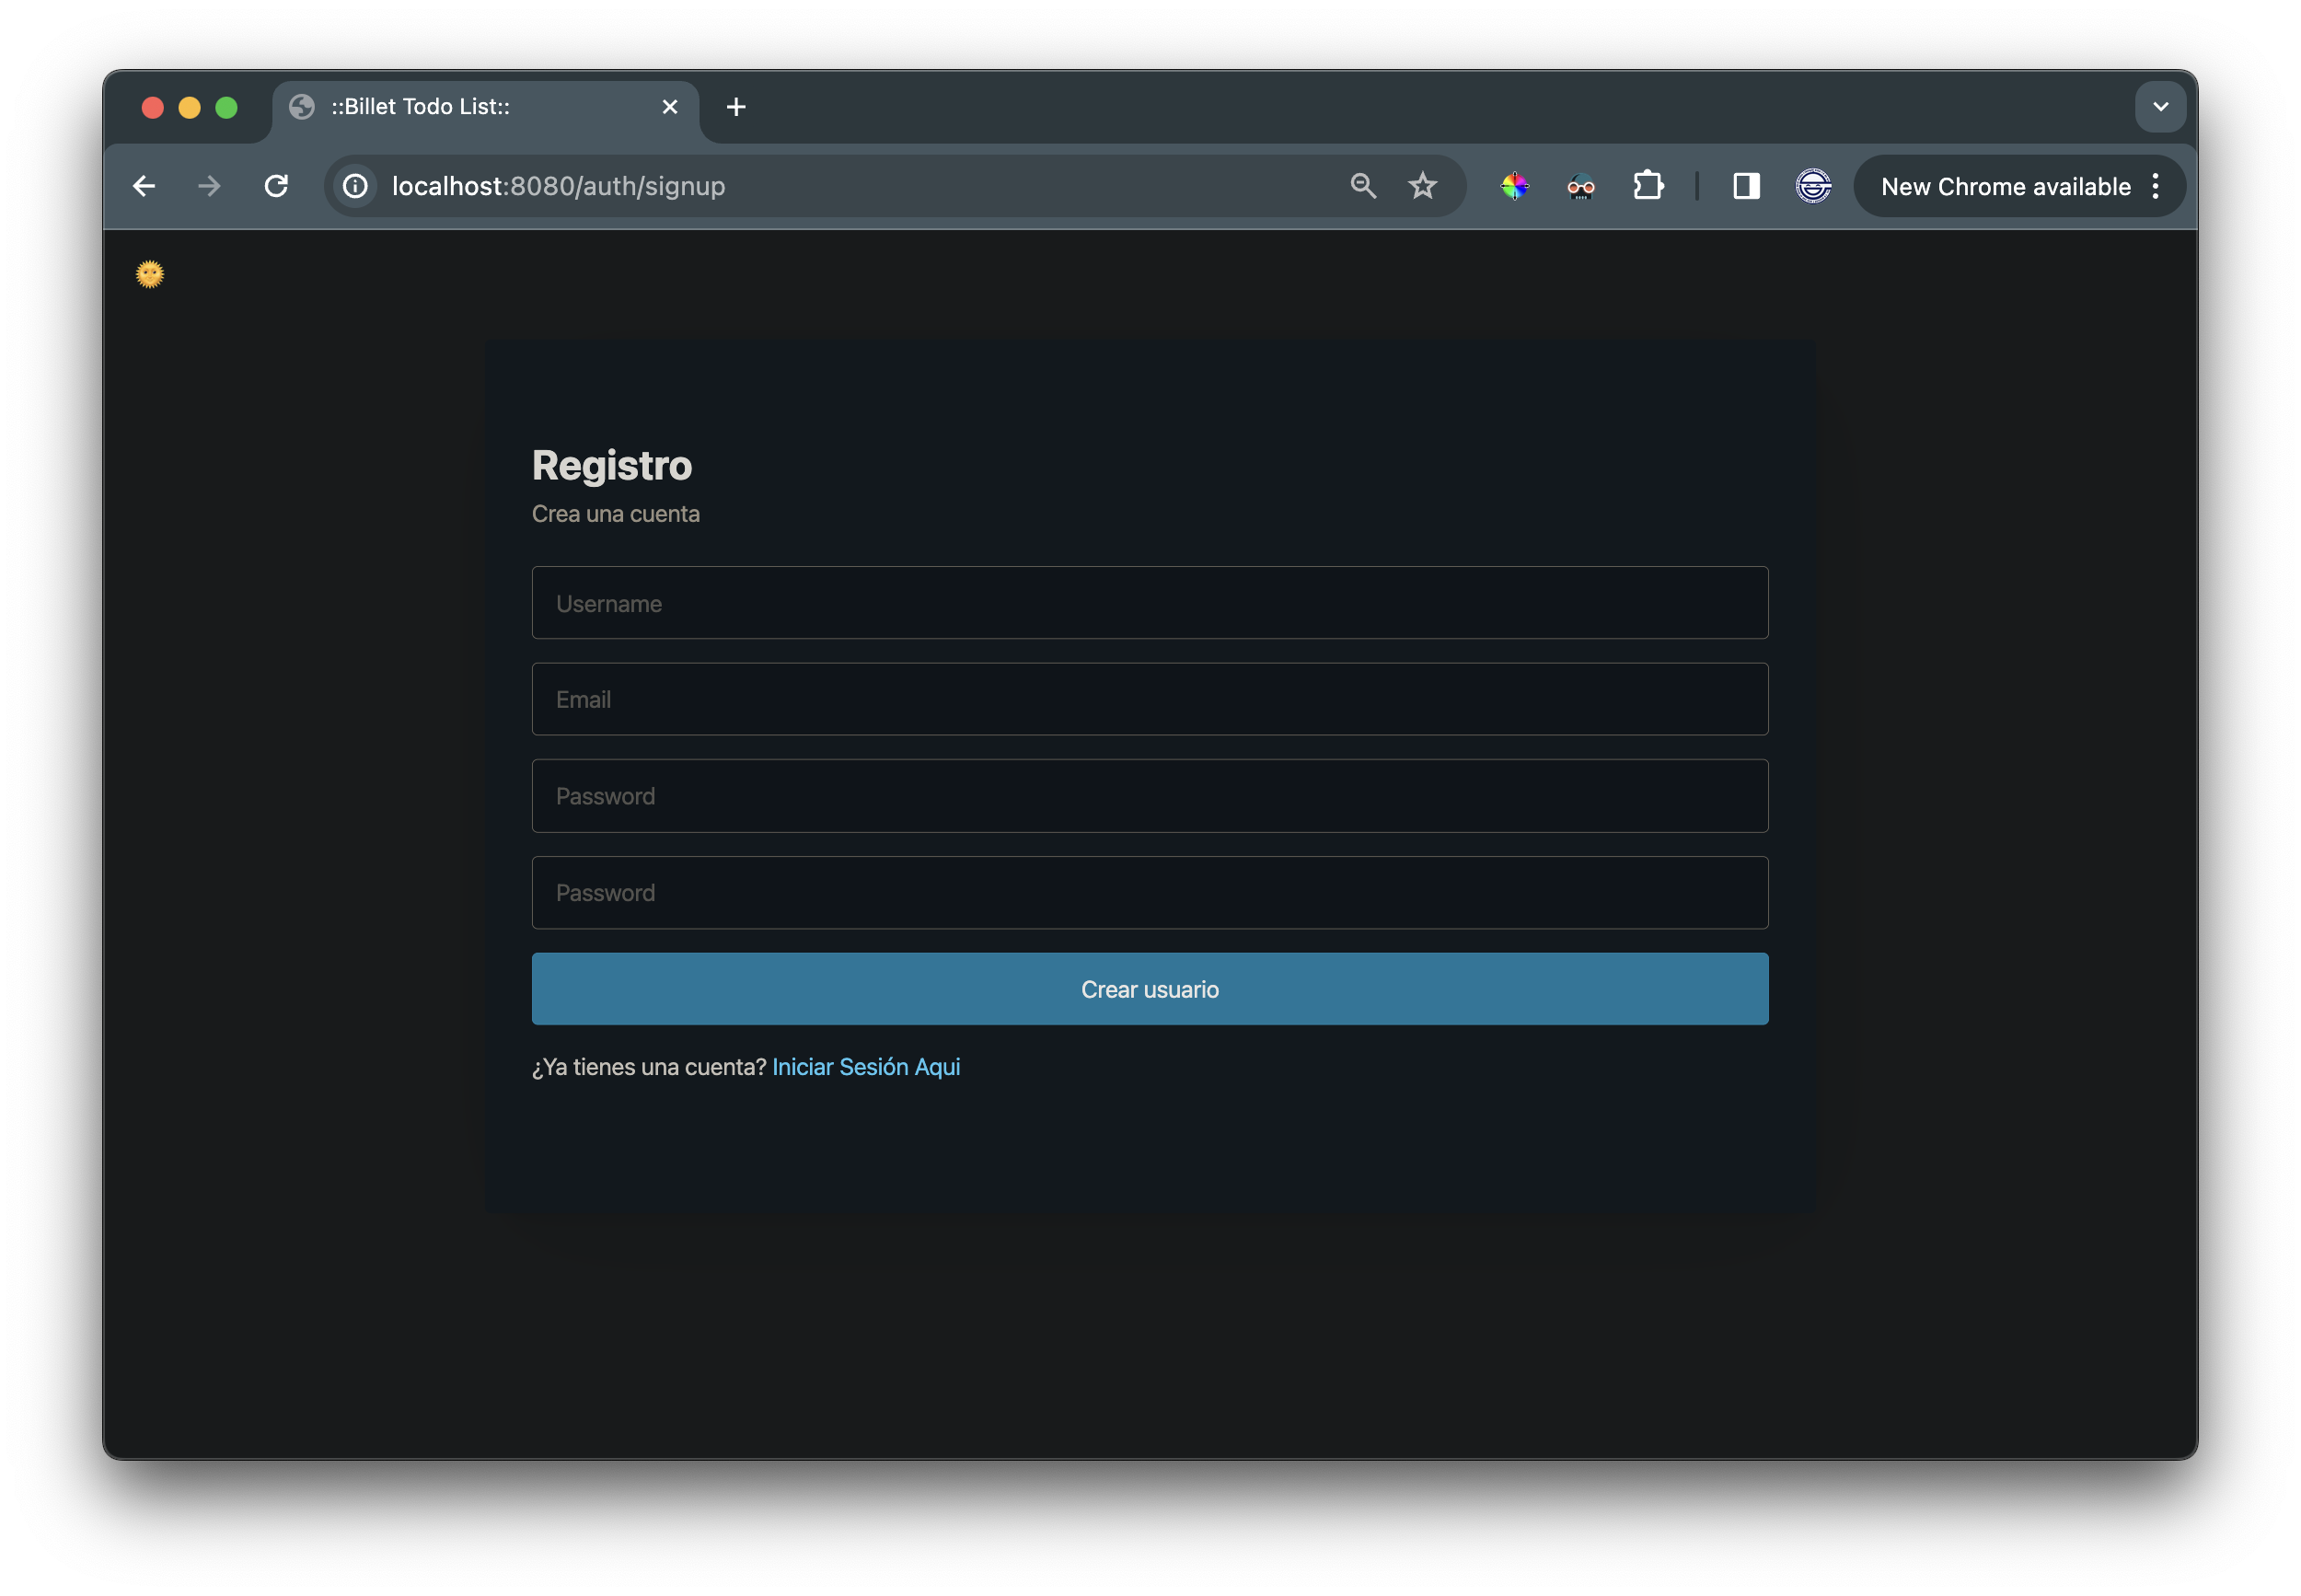 ::Billet Todo List::
localhost:8080/auth/signup
New Chrome available
Registro
Crea una cuenta
Username
Email
Password
Password
Crear usuario
¿Ya tienes una cuenta? Iniciar Sesión Aqui